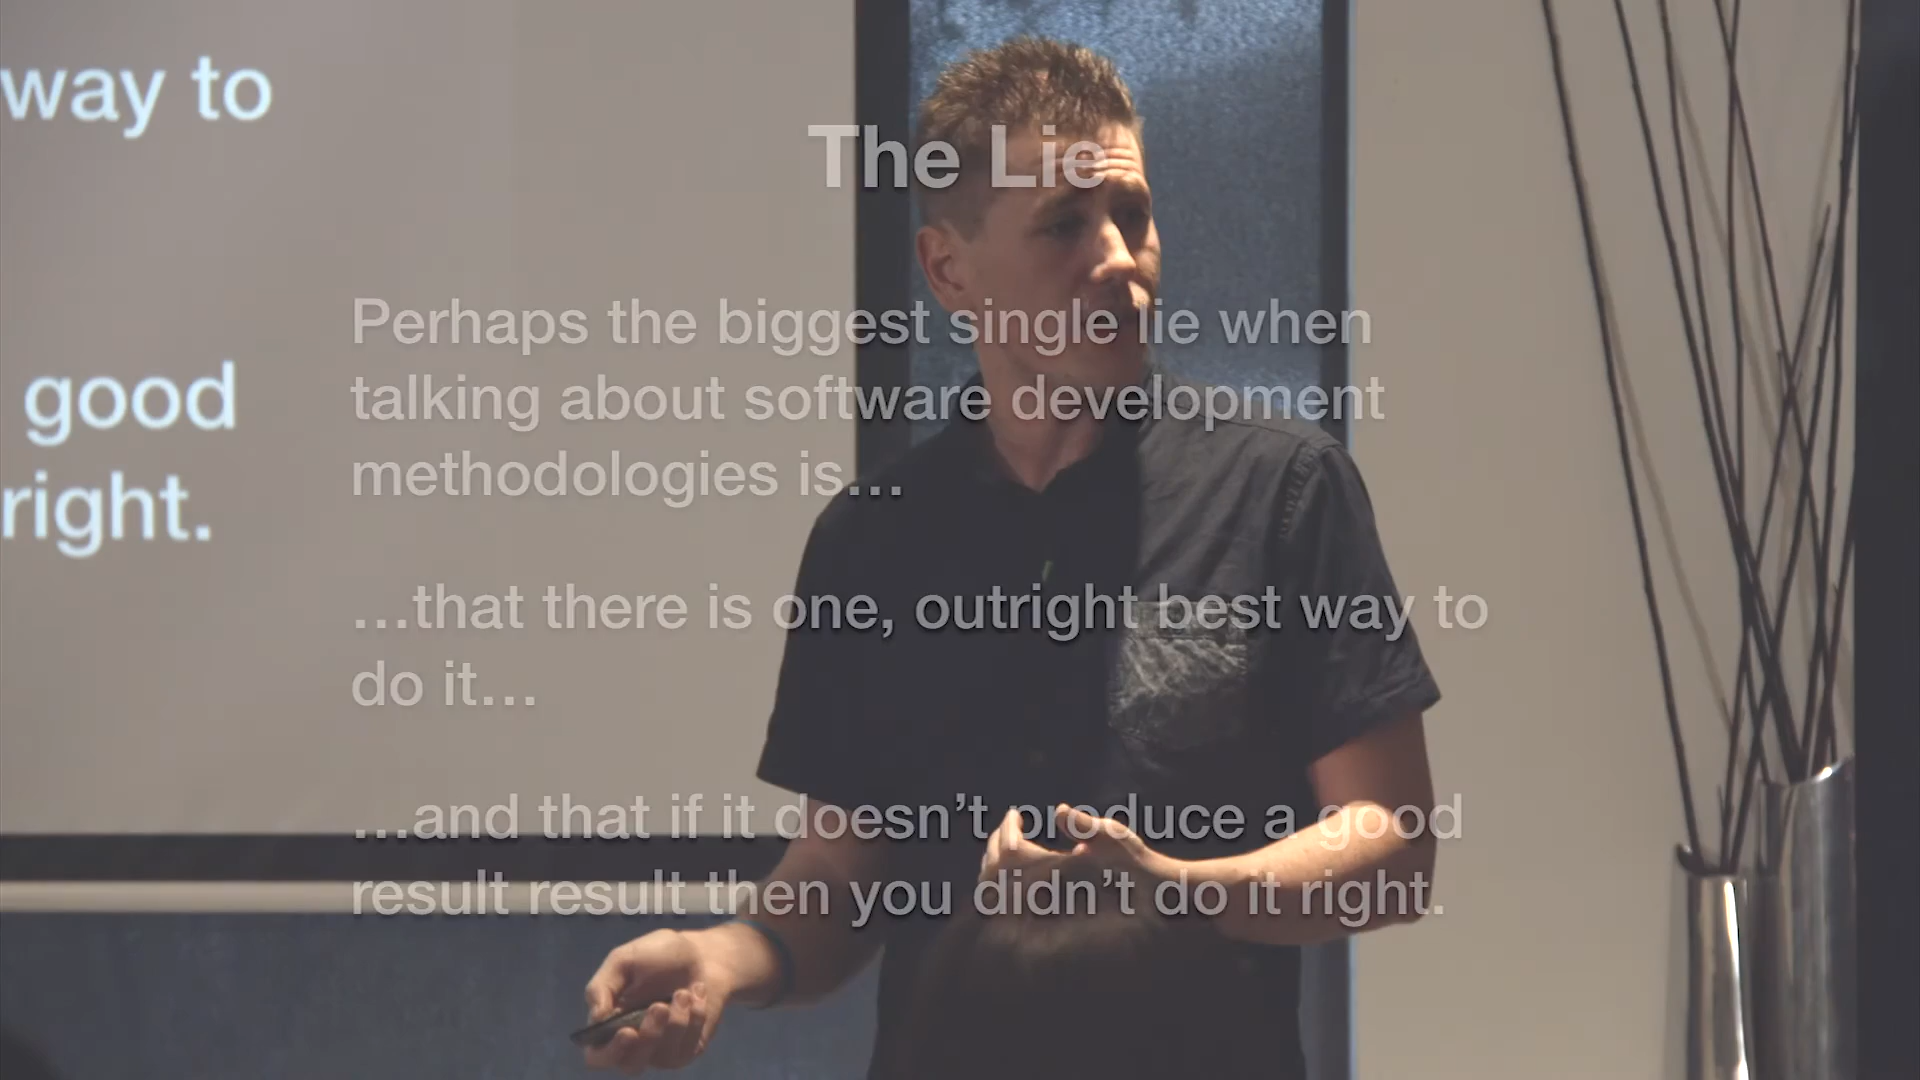 way to
good
right.
The Lie
Perhaps the biggest single lie when
talking about software development
methodologies is...
...that there is one, outright best way to
do it...
...and that if it doesn’t produce a good
result result then you didn’t do it right.